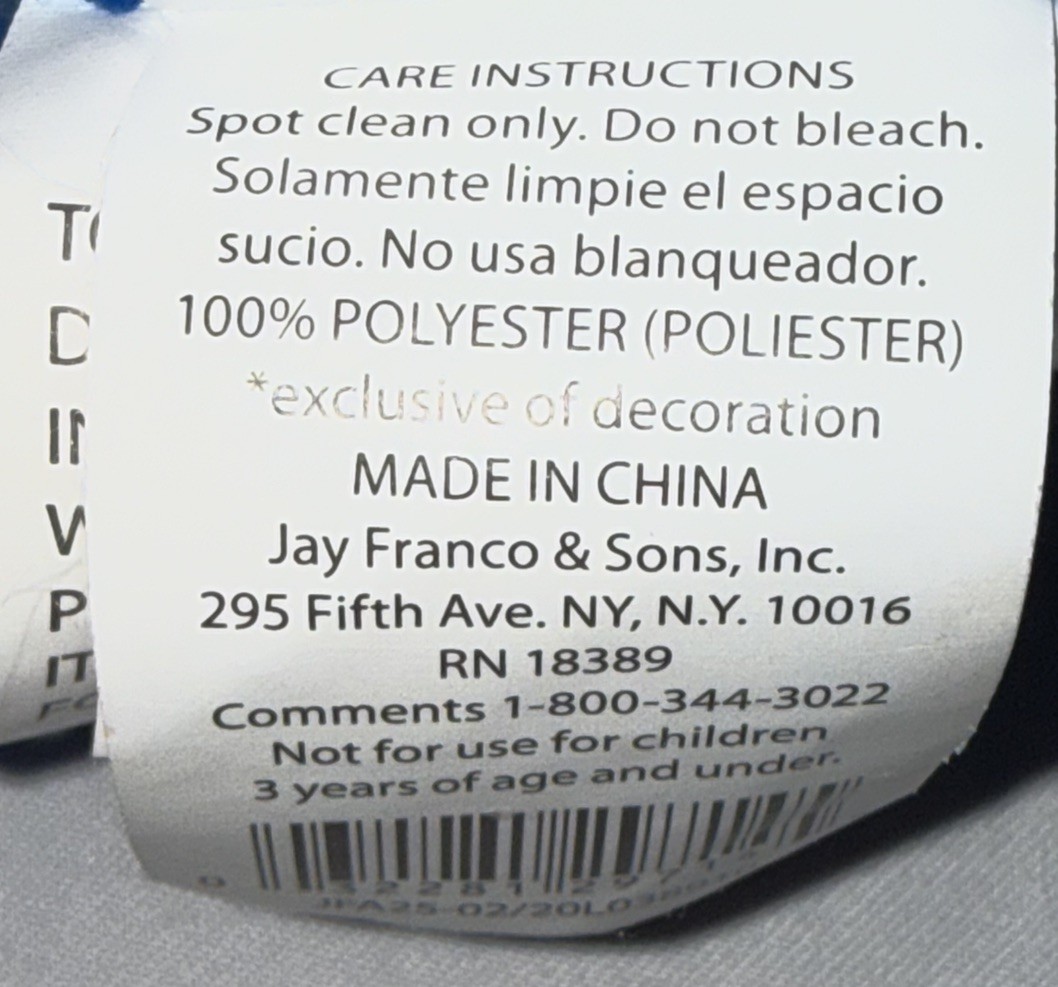 CARE INSTRUCTIONS
Spot clean only. Do not bleach.
Solamente limpie el espacio
sucio. No usa blanqueador.
100% POLYESTER (POLIESTER)
*exclusive of decoration
MADE IN CHINA
Jay Franco & Sons, Inc.
295 Fifth Ave. NY, N.Y. 10016
RN 18389
Comments 1-800-344-3022
Not for use for children
3 years of age and under.